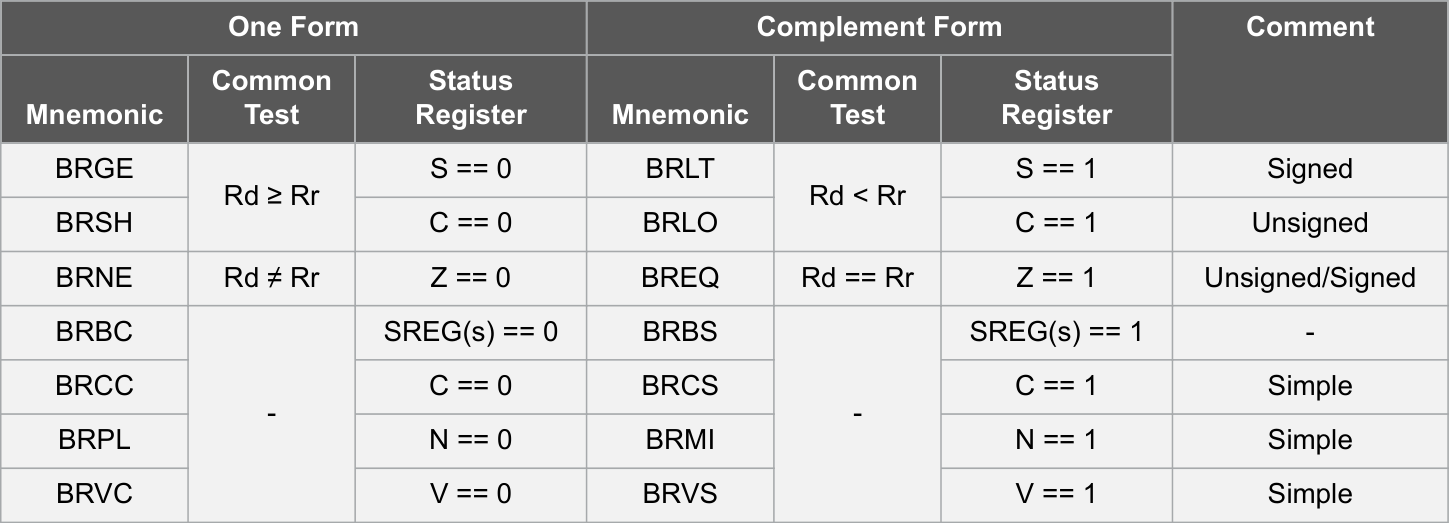 One Form Complement Form Comment
Mnemonic Common Test Status Register Mnemonic Common Test Status Register
BRGE Rd ≥ Rr S == 0 BRLT Rd < Rr S == 1 Signed
BRSH C == 0 BRLO C == 1 Unsigned
BRNE Rd ≠ Rr Z == 0 BREQ Rd == Rr Z == 1 Unsigned/Signed
BRBC - SREG(s) == 0 BRBS - SREG(s) == 1 -
BRCC C == 0 BRCS C == 1 Simple
BRPL N == 0 BRMI N == 1 Simple
BRVC V == 0 BRVS V == 1 Simple